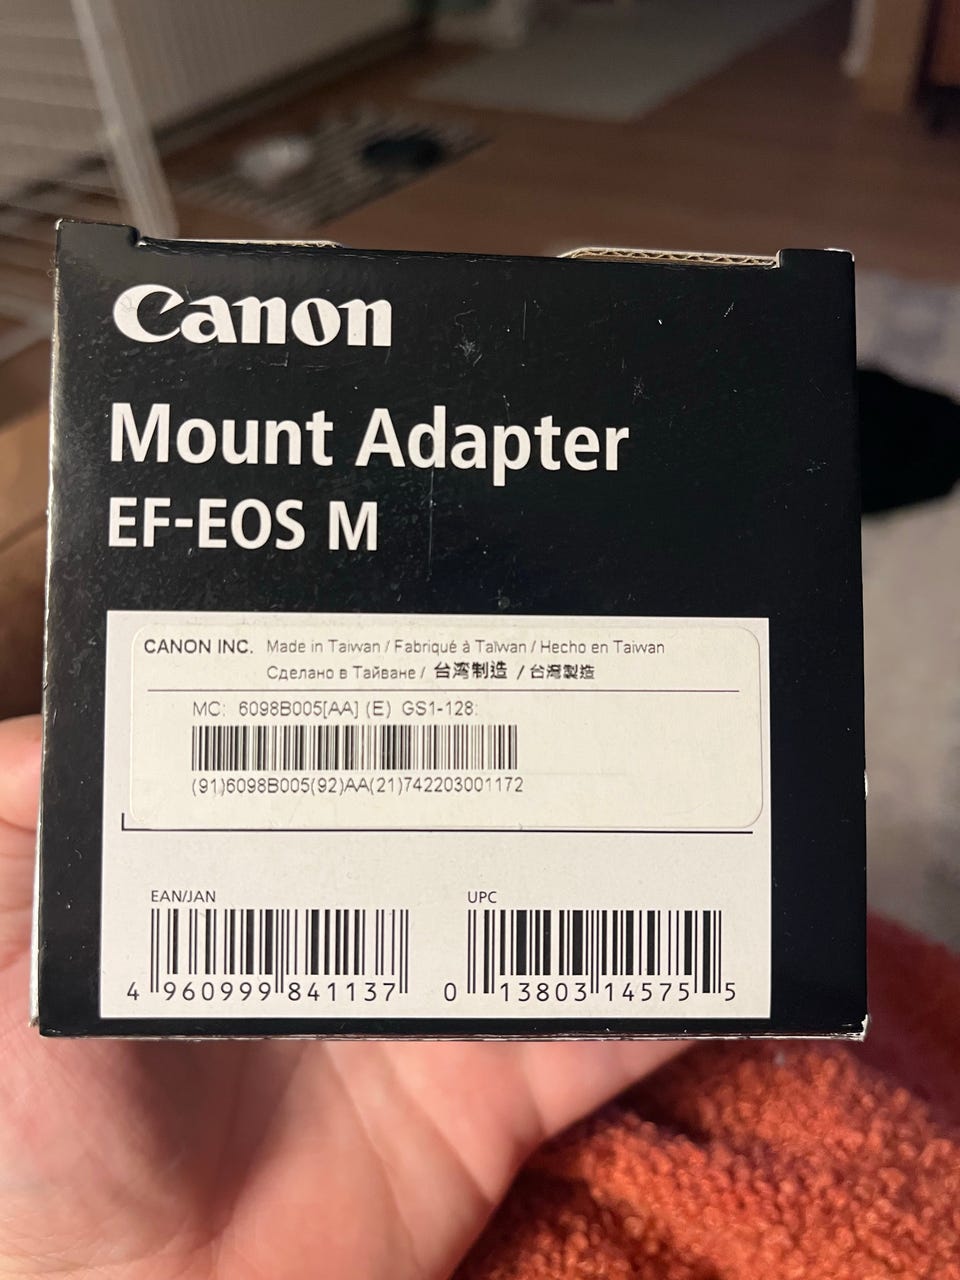 Canon
Mount Adapter
EF-EOS M
CANON INC. Made in Taiwan / Fabriqué à Taïwan / Hecho en Taiwan
Сделано в Тайване / 台湾制造 / 台灣製造
MC: 6098B005[AA] (E) GS1-128:
(91)6098B005(92)AA(21)742203001172
EAN/JAN
4 960999 841137
UPC
0 13803 14575 5